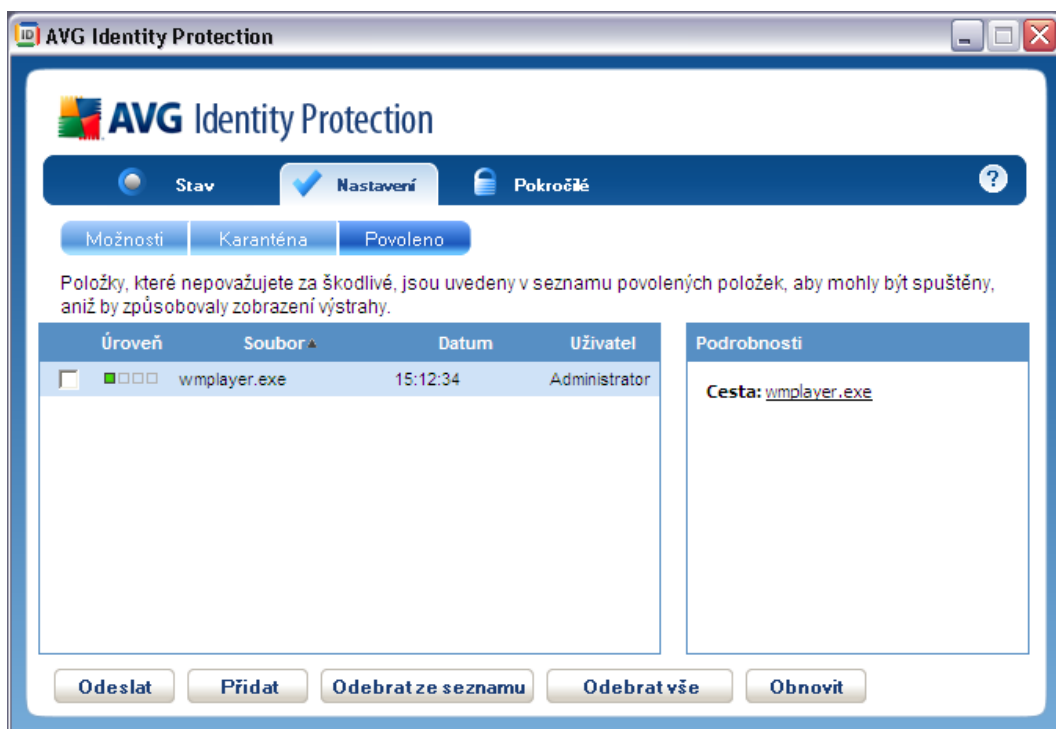 ID AVG Identity Protection
AVG Identity Protection
Stav Nastavení Pokročilé ?
Možnosti Karanténa Povoleno
Položky, které nepovažujete za škodlivé, jsou uvedeny v seznamu povolených položek, aby mohly být spuštěny,
aniž by způsobovaly zobrazení výstrahy.
Úroveň Soubor Datum Uživatel Podrobnosti
wmplayer.exe 15:12:34 Administrator
Cesta: wmplayer.exe
Odeslat Přidat Odebrat ze seznamu Odebrat vše Obnovit